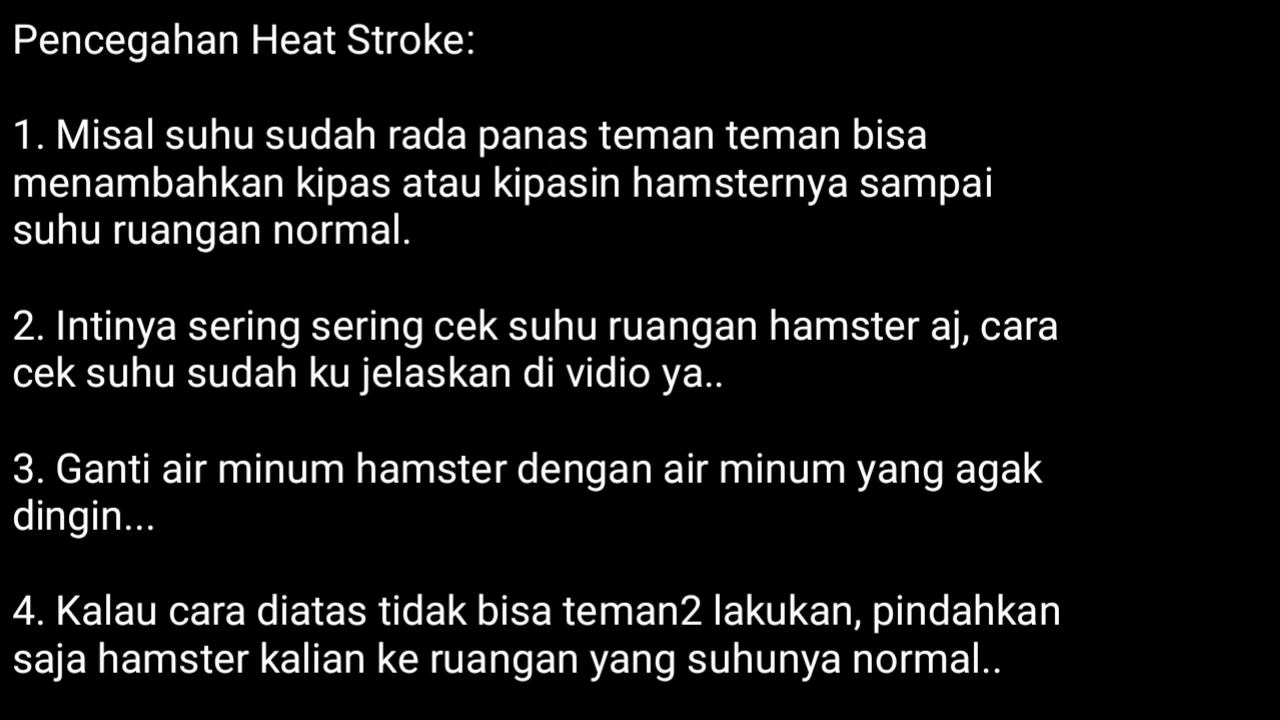 Pencegahan Heat Stroke:
1. Misal suhu sudah rada panas teman teman bisa
menambahkan kipas atau kipasin hamsternya sampai
suhu ruangan normal.
2. Intinya sering sering cek suhu ruangan hamster aj, cara
cek suhu sudah ku jelaskan di vidio ya..
3. Ganti air minum hamster dengan air minum yang agak
dingin...
4. Kalau cara diatas tidak bisa teman2 lakukan, pindahkan
saja hamster kalian ke ruangan yang suhunya normal..